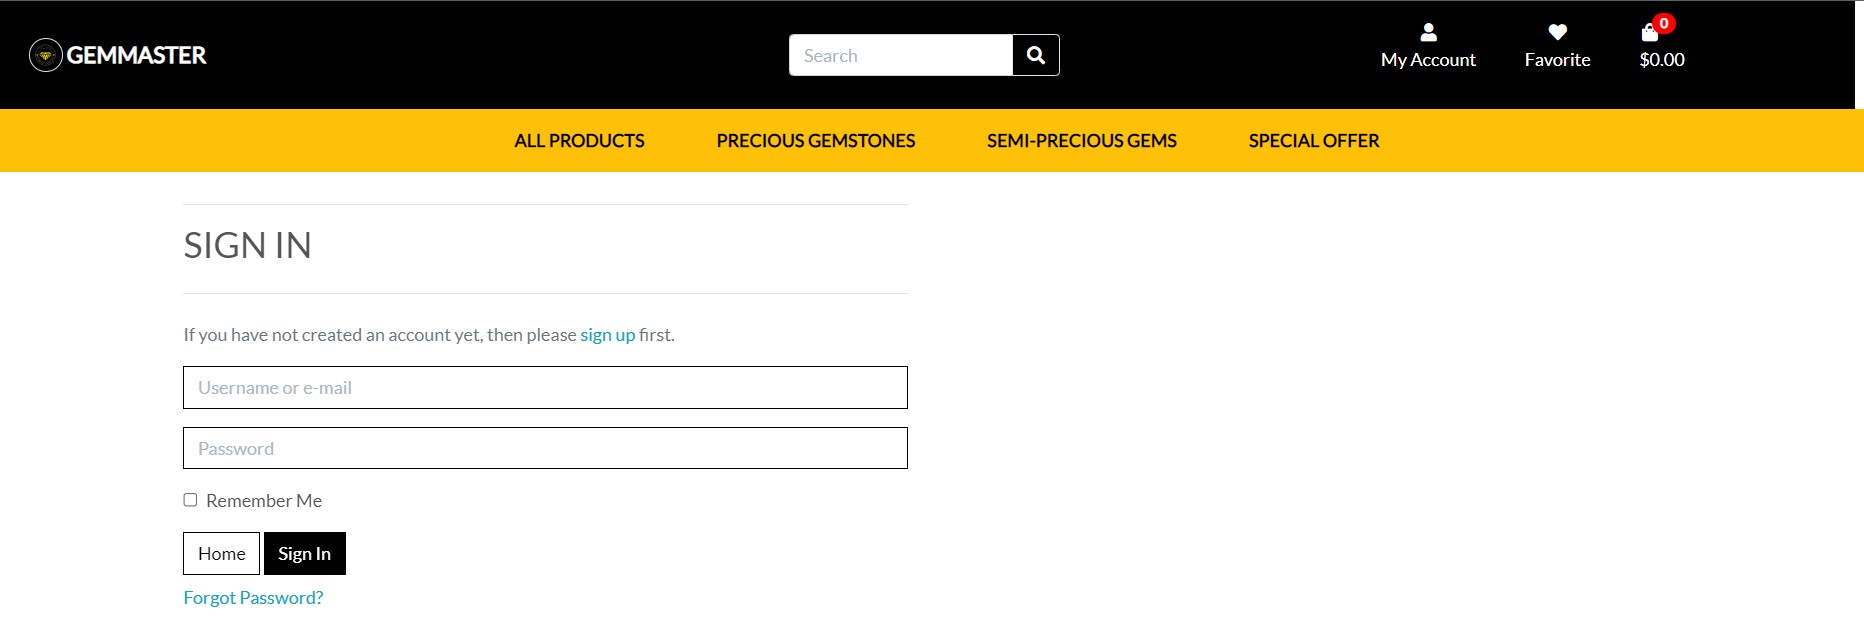 GEMMASTER
Search
0
My Account
Favorite
$0.00
ALL PRODUCTS
PRECIOUS GEMSTONES
SEMI-PRECIOUS GEMS
SPECIAL OFFER
SIGN IN
If you have not created an account yet, then please sign up first.
Username or e-mail
Password
Remember Me
Home
Sign In
Forgot Password?